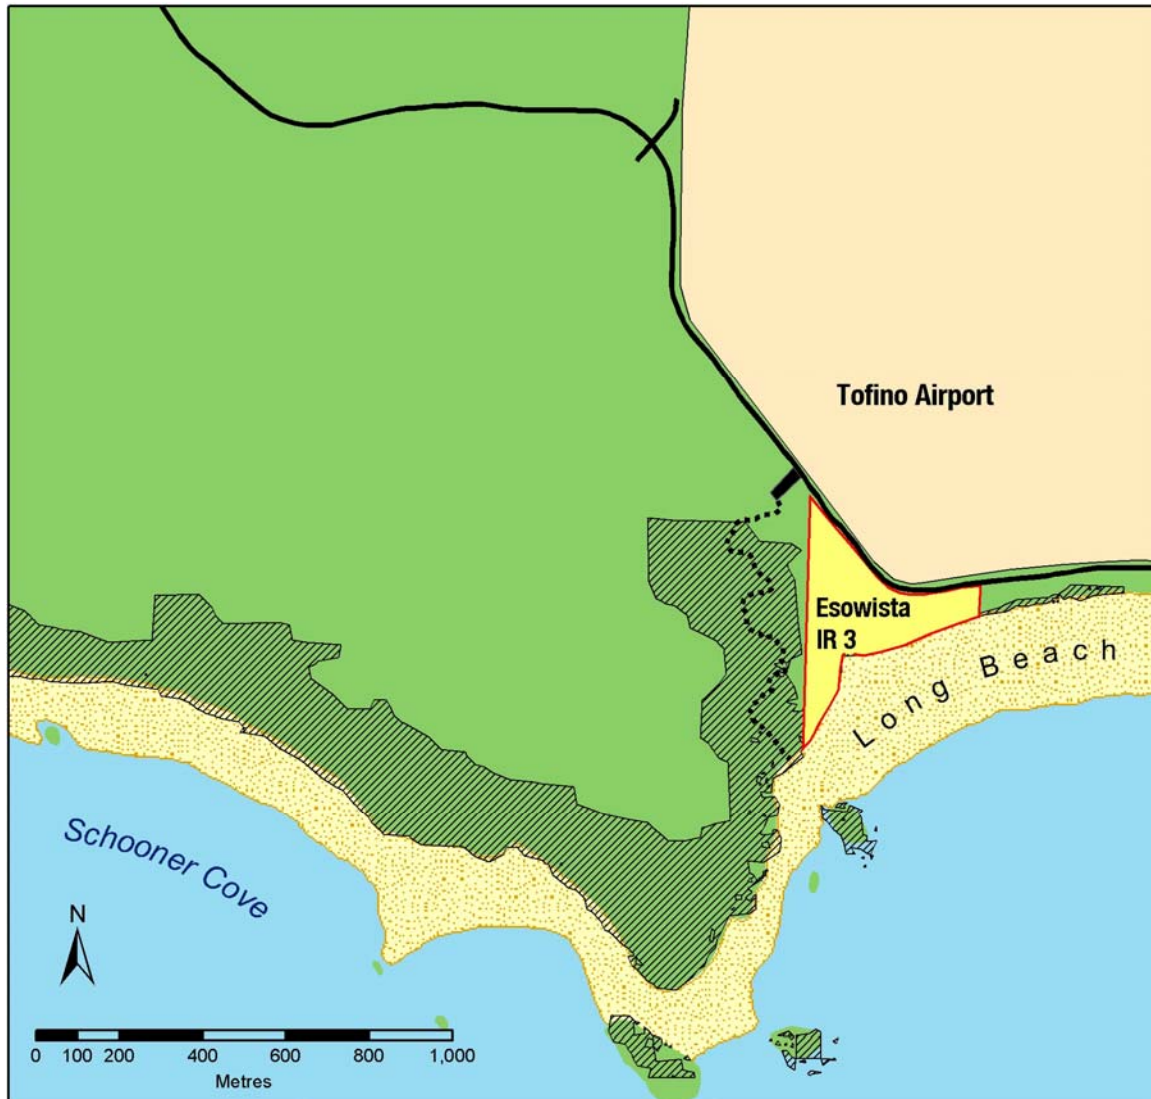 Tofino Airport
Esowista
IR 3
Long Beach
Schooner Cove
N
0 100 200 400 600 800 1,000
Metres